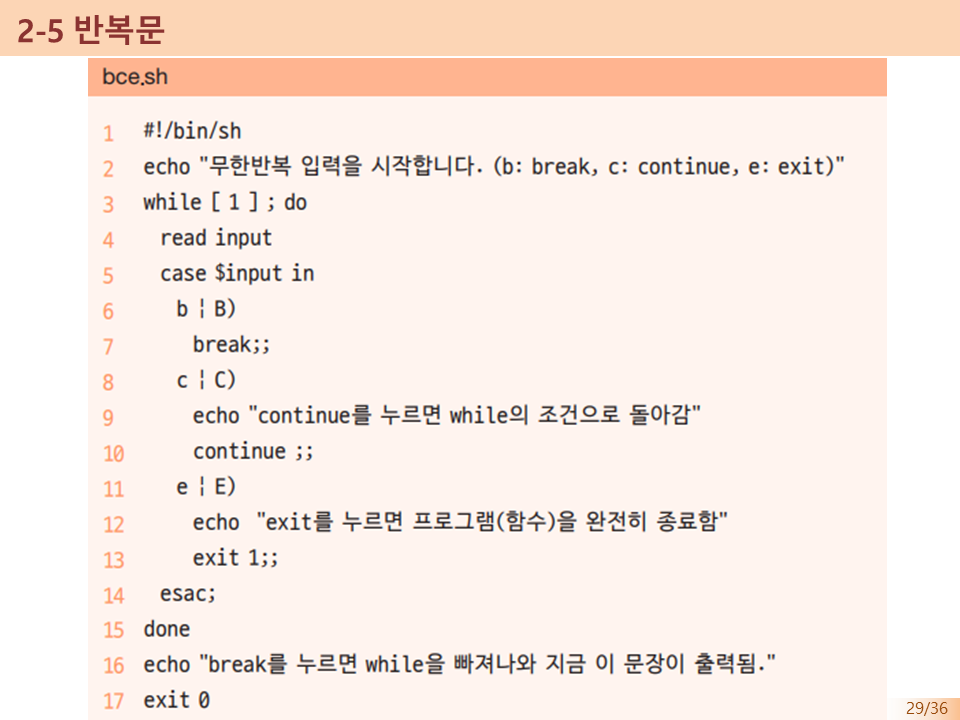 2-5 반복문
bce.sh
1 #!/bin/sh
2 echo "무한반복 입력을 시작합니다. (b: break, c: continue, e: exit)"
3 while [ 1 ] ; do
4 read input
5 case $input in
6 b ¦ B)
7 break;;
8 c ¦ C)
9 echo "continue를 누르면 while의 조건으로 돌아감"
10 continue ;;
11 e ¦ E)
12 echo "exit를 누르면 프로그램(함수)을 완전히 종료함"
13 exit 1;;
14 esac;
15 done
16 echo "break를 누르면 while을 빠져나와 지금 이 문장이 출력됨."
17 exit 0
29/36